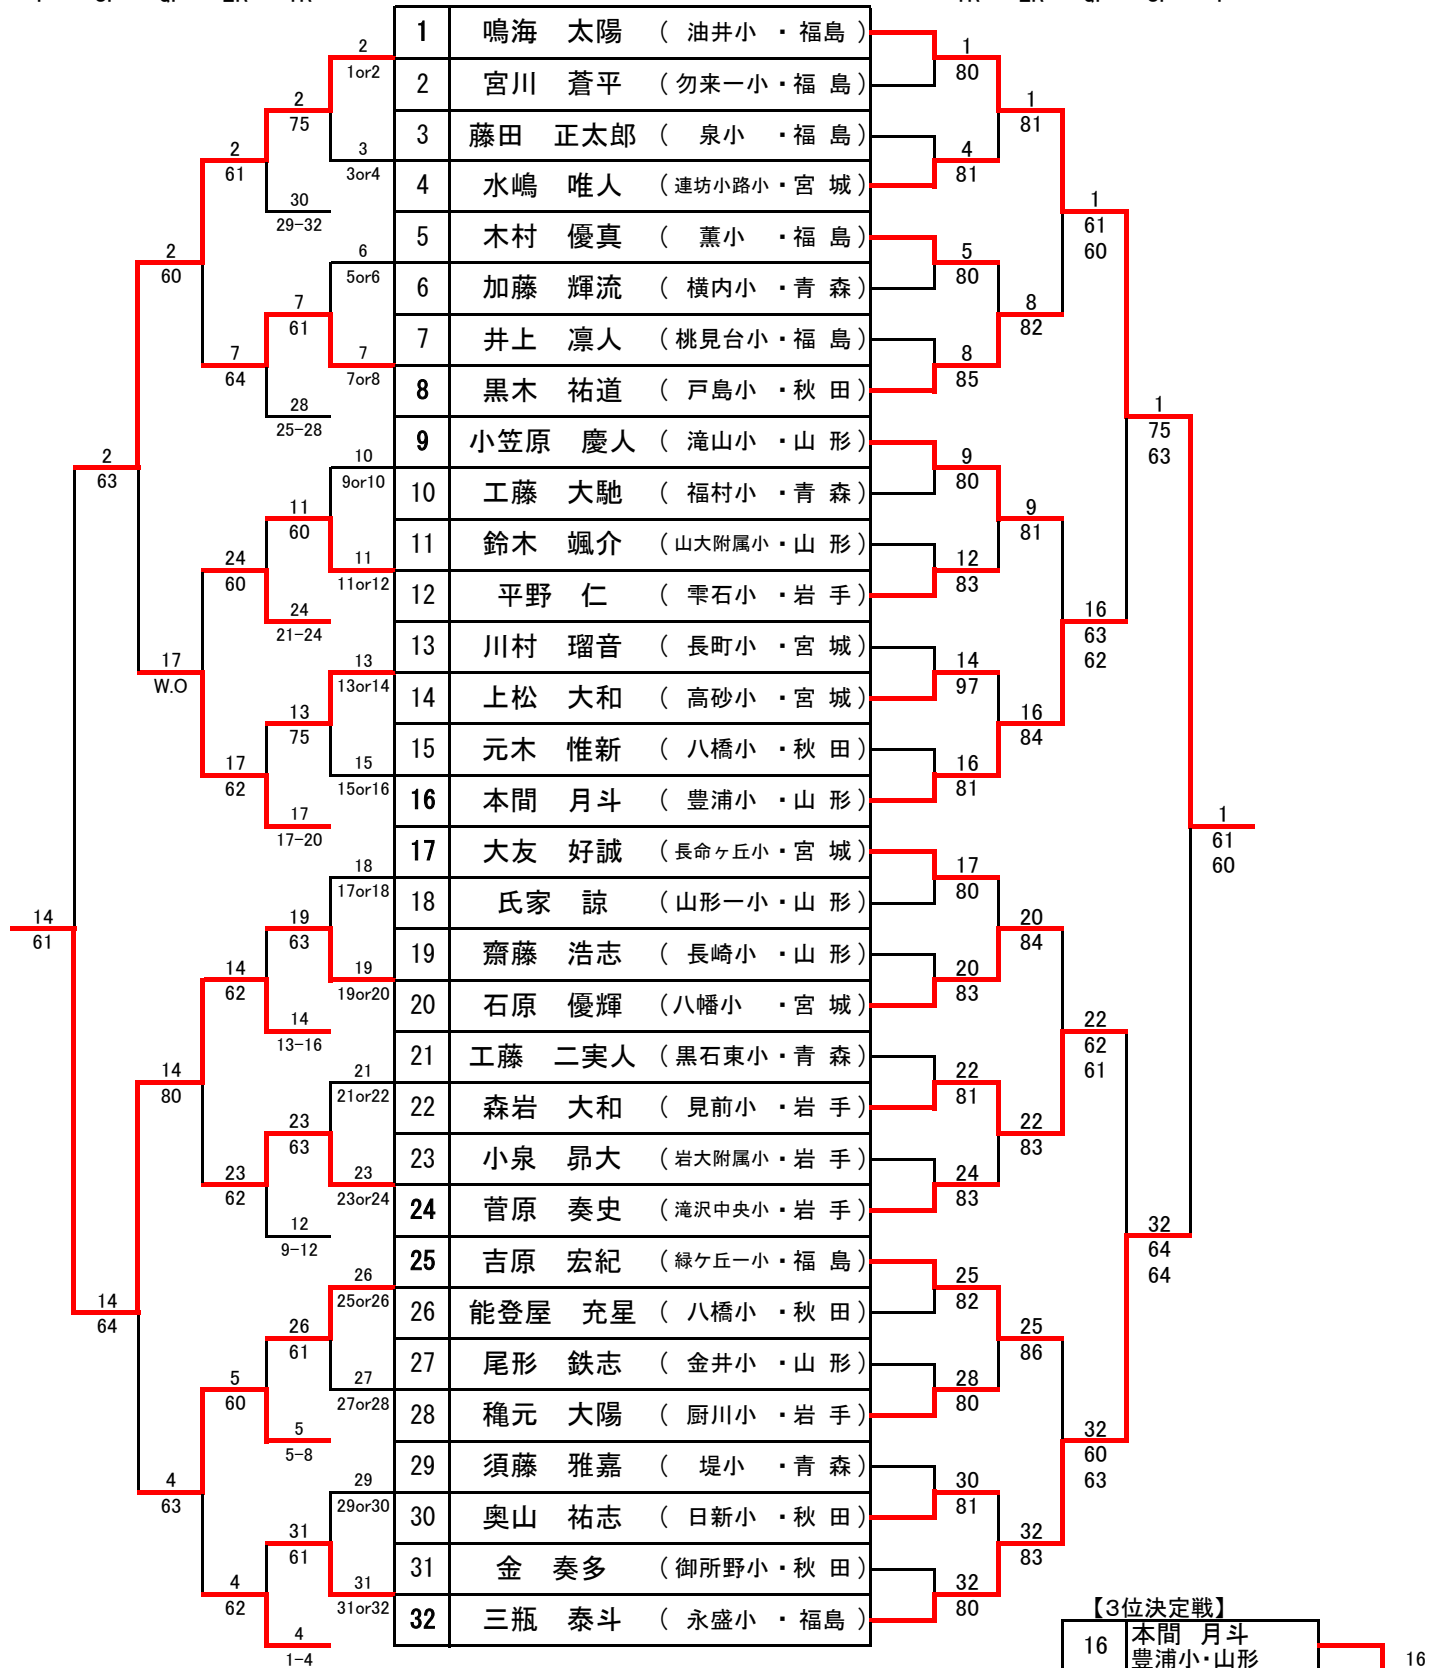 1 鳴海 太陽 ( 油井小 ・ 福島 )
2 宮川 蒼平 ( 勿来一小 ・ 福 島 )
3 藤田 正太郎 ( 泉小 ・ 福 島 )
4 水嶋 唯人 ( 連坊小路小 ・ 宮 城 )
5 木村 優真 ( 薫小 ・ 福 島 )
6 加藤 輝流 ( 横内小 ・ 青 森 )
7 井上 凛人 ( 桃見台小 ・ 福 島 )
8 黒木 祐道 ( 戸島小 ・ 秋 田 )
9 小笠原 慶人 ( 滝山小 ・ 山 形 )
10 工藤 大馳 ( 福村小 ・ 青 森 )
11 鈴木 颯介 ( 山大附属小 ・ 山 形 )
12 平野 仁 ( 雫石小 ・ 岩 手 )
13 川村 瑠音 ( 長町小 ・ 宮 城 )
14 上松 大和 ( 高砂小 ・ 宮 城 )
15 元木 惟新 ( 八橋小 ・ 秋 田 )
16 本間 月斗 ( 豊浦小 ・ 山 形 )
17 大友 好誠 ( 長命ヶ丘小 ・ 宮 城 )
18 氏家 諒 ( 山形一小 ・ 山 形 )
19 齋藤 浩志 ( 長崎小 ・ 山 形 )
20 石原 優輝 ( 八幡小 ・ 宮 城 )
21 工藤 二実人 ( 黒石東小 ・ 青 森 )
22 森岩 大和 ( 見前小 ・ 岩 手 )
23 小泉 昴大 ( 岩大附属小 ・ 岩 手 )
24 菅原 奏史 ( 滝沢中央小 ・ 岩 手 )
25 吉原 宏紀 ( 緑ケ丘一小 ・ 福 島 )
26 能登屋 充星 ( 八橋小 ・ 秋 田 )
27 尾形 鉄志 ( 金井小 ・ 山 形 )
28 穐元 大陽 ( 厨川小 ・ 岩 手 )
29 須藤 雅嘉 ( 堤小 ・ 青 森 )
30 奥山 祐志 ( 日新小 ・ 秋 田 )
31 金 奏多 ( 御所野小 ・ 秋 田 )
32 三瓶 泰斗 ( 永盛小 ・ 福島 )
1
80
4
81
5
80
8
85
9
80
12
83
14
97
16
81
17
80
20
83
22
81
24
83
25
82
28
80
30
81
32
80
1
81
8
82
9
81
16
84
20
84
22
83
25
86
32
83
1
61
60
16
63
62
22
62
61
32
60
63
1
75
63
32
64
64
1
61
60
2
1or2
3
3or4
6
5or6
7
7or8
10
9or10
11
11or12
13
13or14
15
15or16
18
17or18
19
19or20
21
21or22
23
23or24
26
25or26
27
27or28
29
29or30
31
31or32
2
75
30
29-32
7
61
28
25-28
11
60
24
21-24
13
75
17
17-20
19
63
14
13-16
23
63
12
9-12
26
61
5
5-8
31
61
4
1-4
2
61
7
64
24
60
17
62
14
62
23
62
5
60
4
62
2
60
17
W.O
14
80
4
63
2
63
14
64
14
61
【3位決定戦】
16 本間 月斗
豊浦小・山形
16